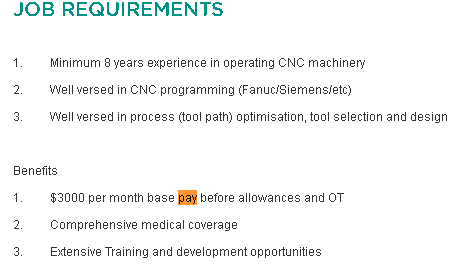 JOB REQUIREMENTS
1. Minimum 8 years experience in operating CNC machinery
2. Well versed in CNC programming (Fanuc/Siemens/etc)
3. Well versed in process (tool path) optimisation, tool selection and design
Benefits
1. $3000 per month base pay before allowances and OT
2. Comprehensive medical coverage
3. Extensive Training and development opportunities